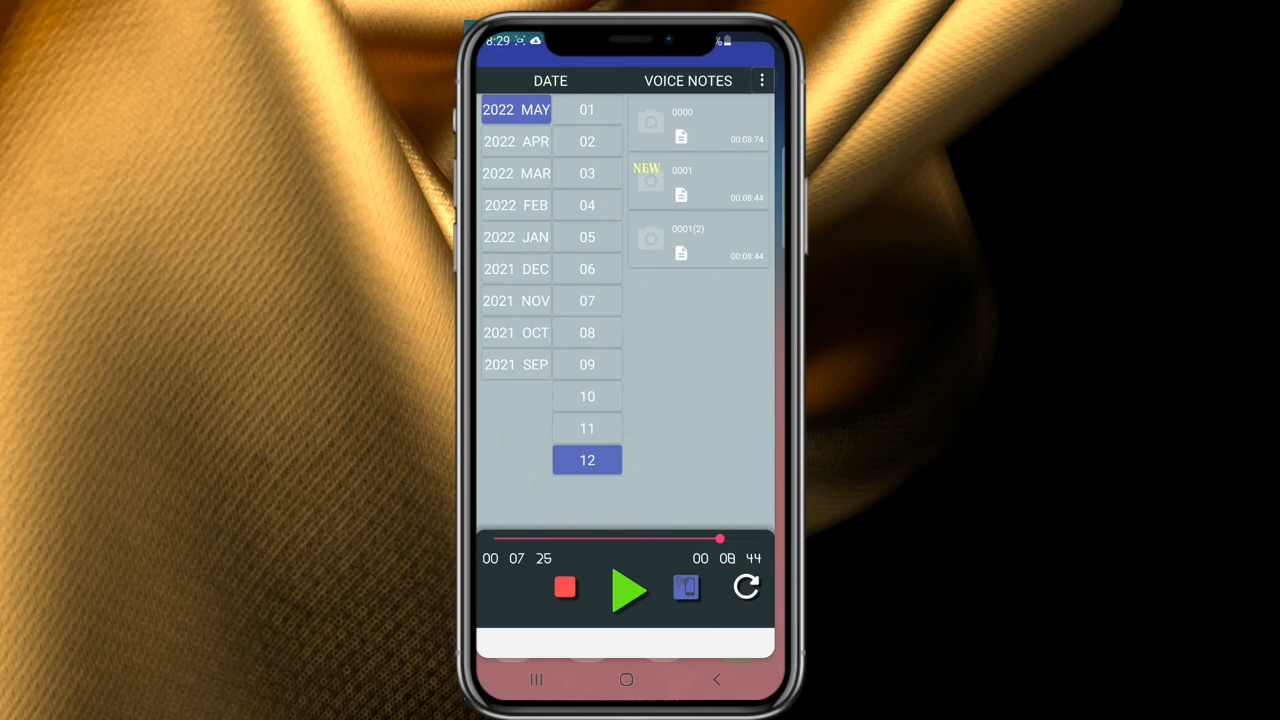 8:29 %
DATE VOICE NOTES
2022 MAY 01 0000
00:08:74
2022 APR 02
2022 MAR 03 NEW 0001
00:08:44
2022 FEB 04
2022 JAN 05 0001(2)
00:08:44
2021 DEC 06
2021 NOV 07
2021 OCT 08
2021 SEP 09
10
11
12
00 07 25 00 08 44